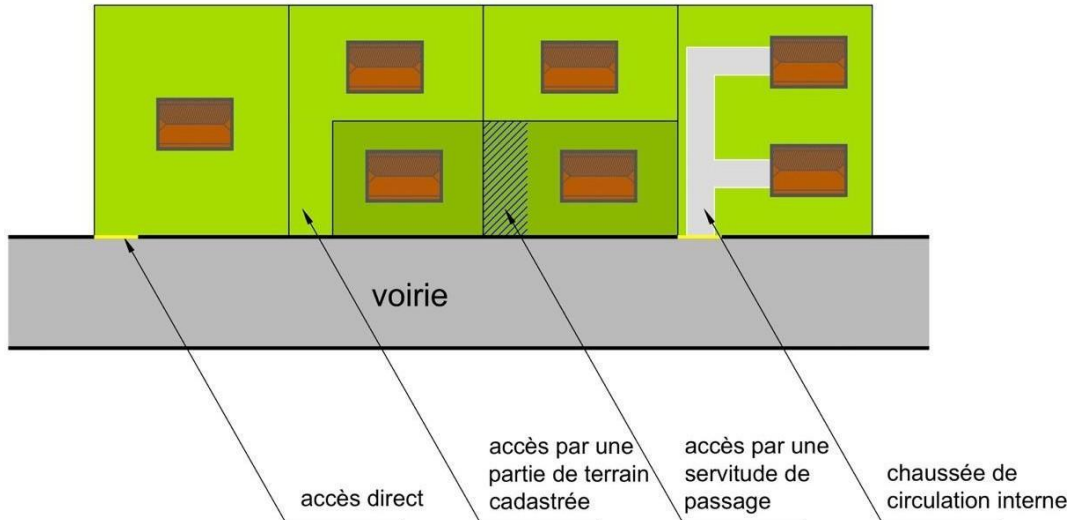 voirie
accès direct
accès par une
partie de terrain
cadastrée
accès par une
servitude de
passage
chaussée de
circulation interne